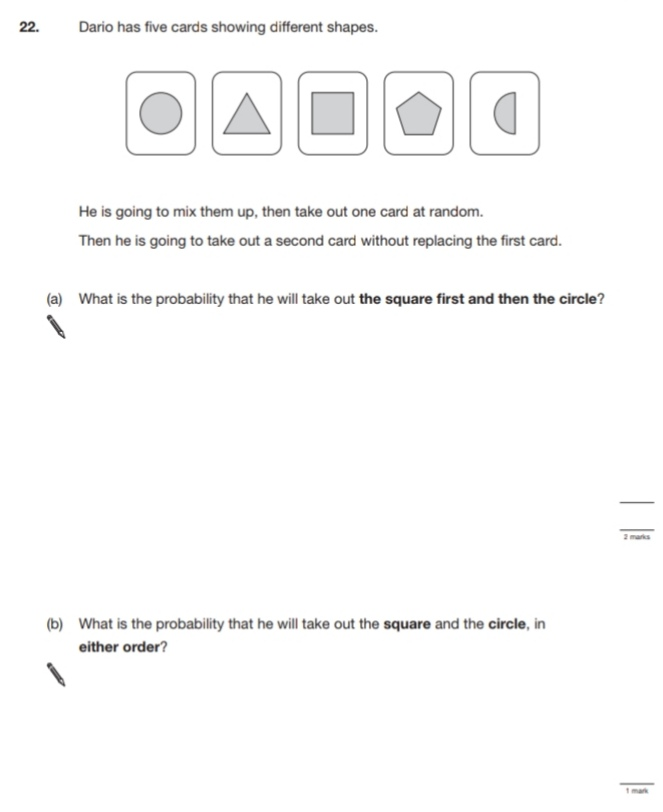 22. Dario has five cards showing different shapes.
He is going to mix them up, then take out one card at random.
Then he is going to take out a second card without replacing the first card.
(a) What is the probability that he will take out the square first and then the circle?
2 marks
(b) What is the probability that he will take out the square and the circle, in
either order?
1 mark